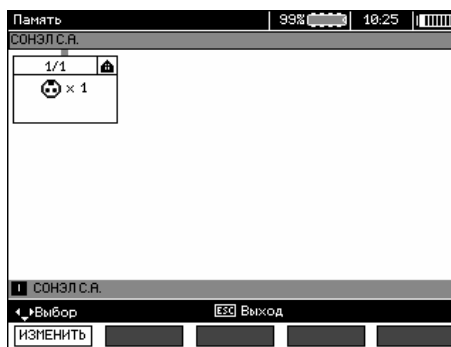 Память 99% 10:25
СОНЭЛ С.А.
1/1
× 1
I СОНЭЛ С.А.
Выбор ESC Выход
ИЗМЕНИТЬ